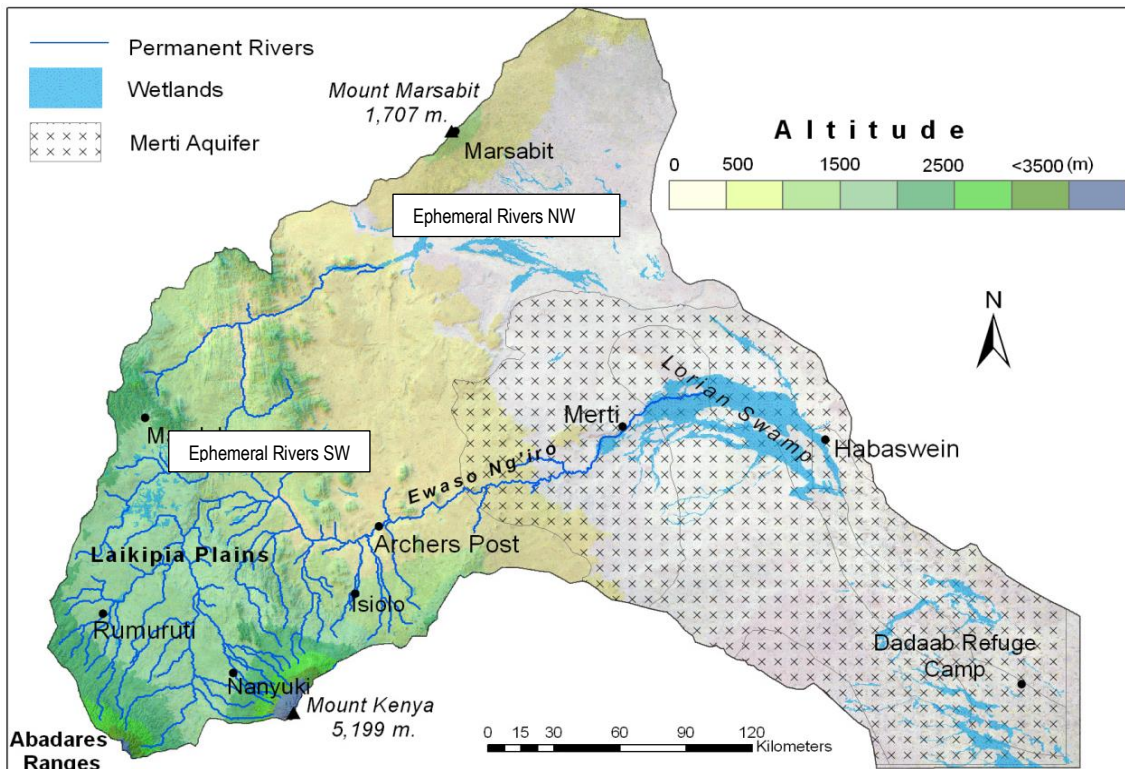 Permanent Rivers
Wetlands
Merti Aquifer
Mount Marsabit
1,707 m.
Marsabit
Altitude
0 500 1500 2500 <3500 (m)
Ephemeral Rivers NW
N
Lorian Swamp
Merti
Habaswein
Ephemeral Rivers SW
Ewaso Ng'iro
Archers Post
Laikipia Plains
Isiolo
Rumuruti
Dadaab Refuge
Camp
Nanyuki
Mount Kenya
5,199 m.
Abadares
Ranges
0 15 30 60 90 120
Kilometers